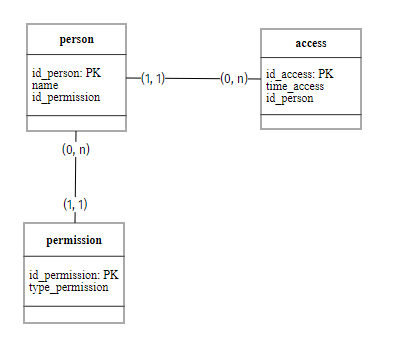 person
id_person: PK
name
id_permission
(1, 1)
(0, n)
access
id_access: PK
time_access
id_person
(0, n)
(1, 1)
permission
id_permission: PK
type_permission